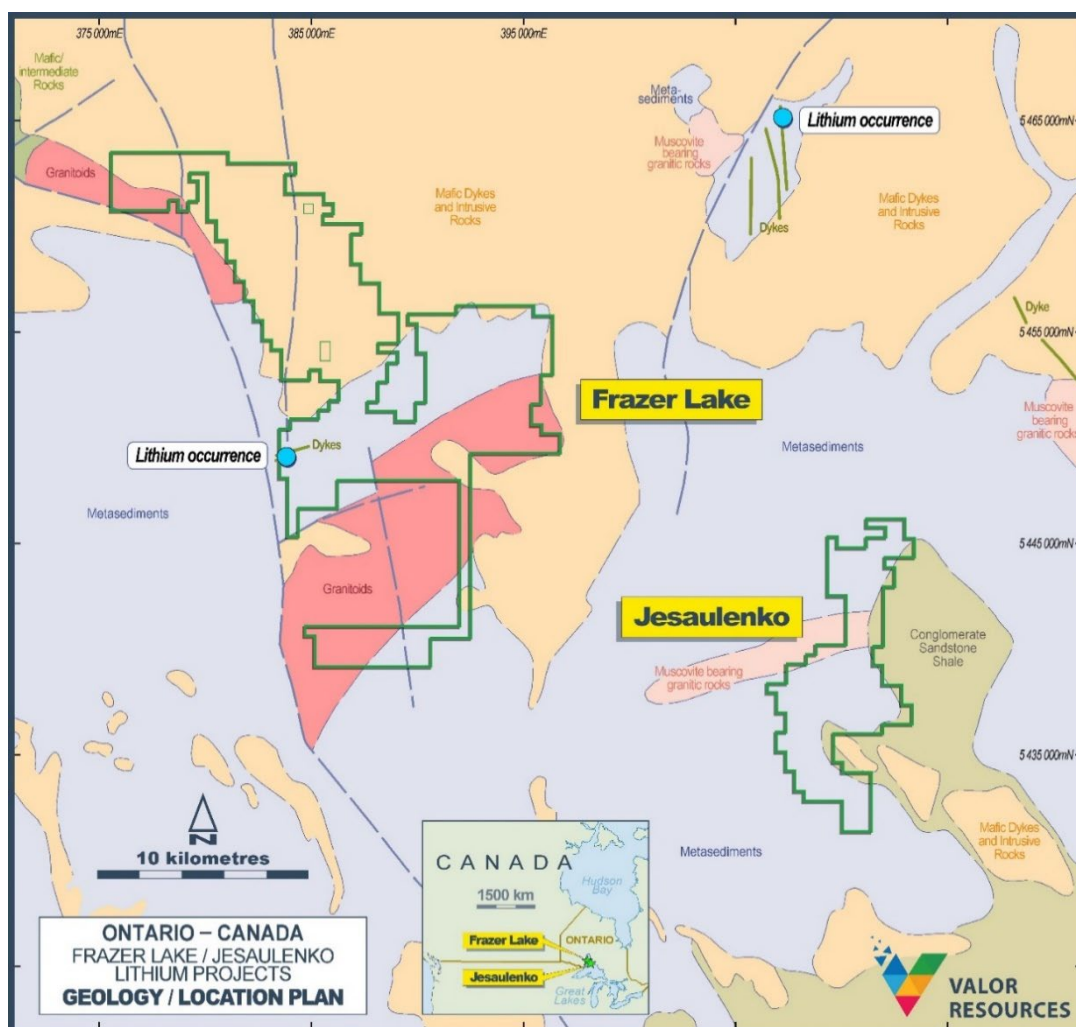 375 000mE
385 000mE
395 000mE
Mafic/
intermediate
Rocks
Granitoids
Mafic Dykes
and Intrusive
Rocks
Meta-
sediments
Muscovite
bearing
granitic rocks
Lithium occurrence
5 465 000mN
Dykes
Mafic Dykes
and Intrusive
Rocks
Dyke
5 455 000mN
Muscovite
bearing
granitic rocks
Frazer Lake
Dykes
Lithium occurrence
Metasediments
Metasediments
5 445 000mN
Granitoids
Jesaulenko
Conglomerate
Sandstone
Shale
Muscovite bearing
granitic rocks
5 435 000mN
Mafic Dykes
and Intrusive
Rocks
Metasediments
N
10 kilometres
CANADA
Hudson
Bay
1500 km
Frazer Lake
ONTARIO
Jesaulenko
Great
Lakes
ONTARIO – CANADA
FRAZER LAKE / JESAULENKO
LITHIUM PROJECTS
GEOLOGY / LOCATION PLAN
VALOR
RESOURCES